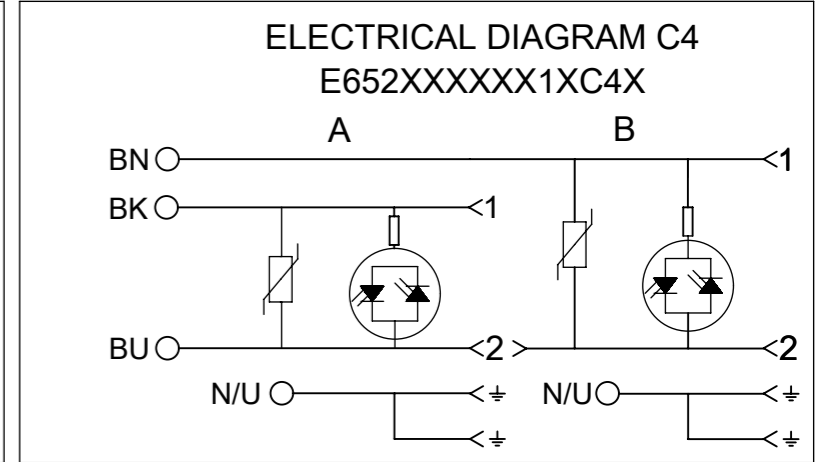 ELECTRICAL DIAGRAM C4
E652XXXXXX1XC4X
A B
BN 1
BK 1
BU 2 2
N/U N/U